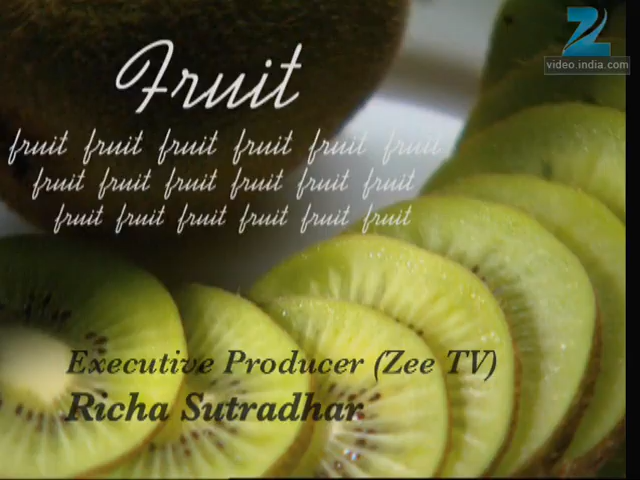 Z
video.india.com
Fruit
fruit fruit fruit fruit fruit fruit
fruit fruit fruit fruit fruit fruit
fruit fruit fruit fruit fruit fruit
Executive Producer (Zee TV)
Richa Sutradhar